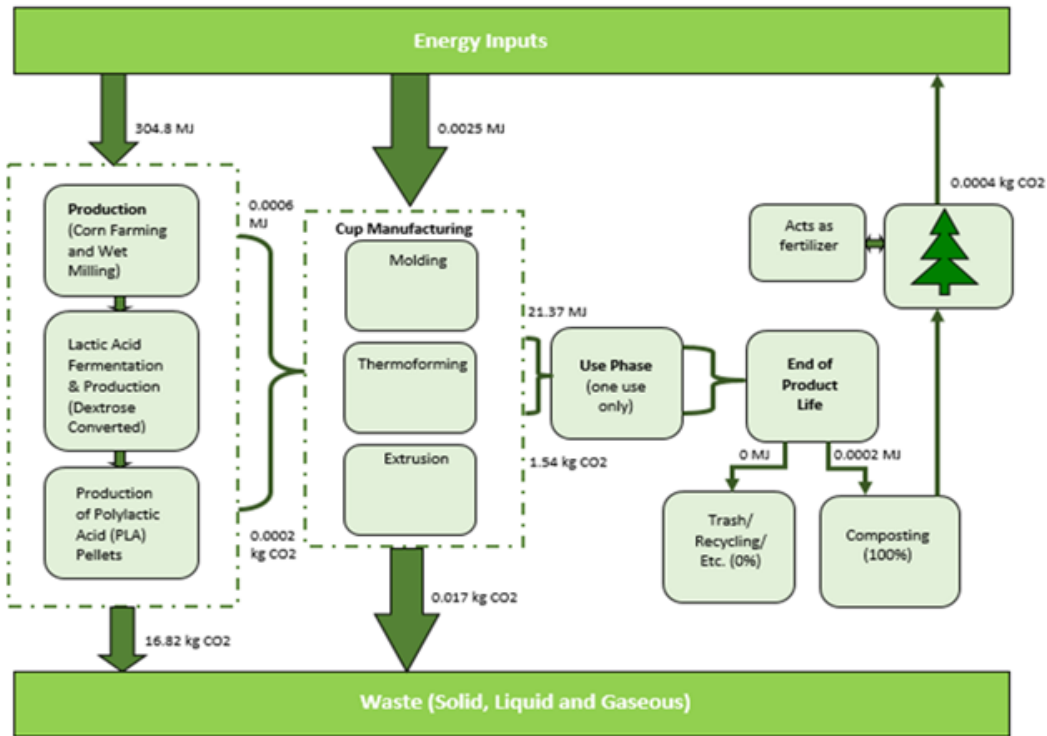 Energy Inputs
304.8 MJ
0.0025 MJ
0.0004 kg CO2
Production
(Corn Farming
and Wet
Milling)
0.0006
MJ
Lactic Acid
Fermentation
& Production
(Dextrose
Converted)
Production
of Polylactic
Acid (PLA)
Pellets
0.0002
kg CO2
16.82 kg CO2
Cup Manufacturing
Molding
Thermoforming
Extrusion
0.017 kg CO2
21.37 MJ
1.54 kg CO2
Use Phase
(one use
only)
End of
Product
Life
0 MJ
0.0002 MJ
Trash/
Recycling/
Etc. (0%)
Composting
(100%)
Acts as
fertilizer
Waste (Solid, Liquid and Gaseous)